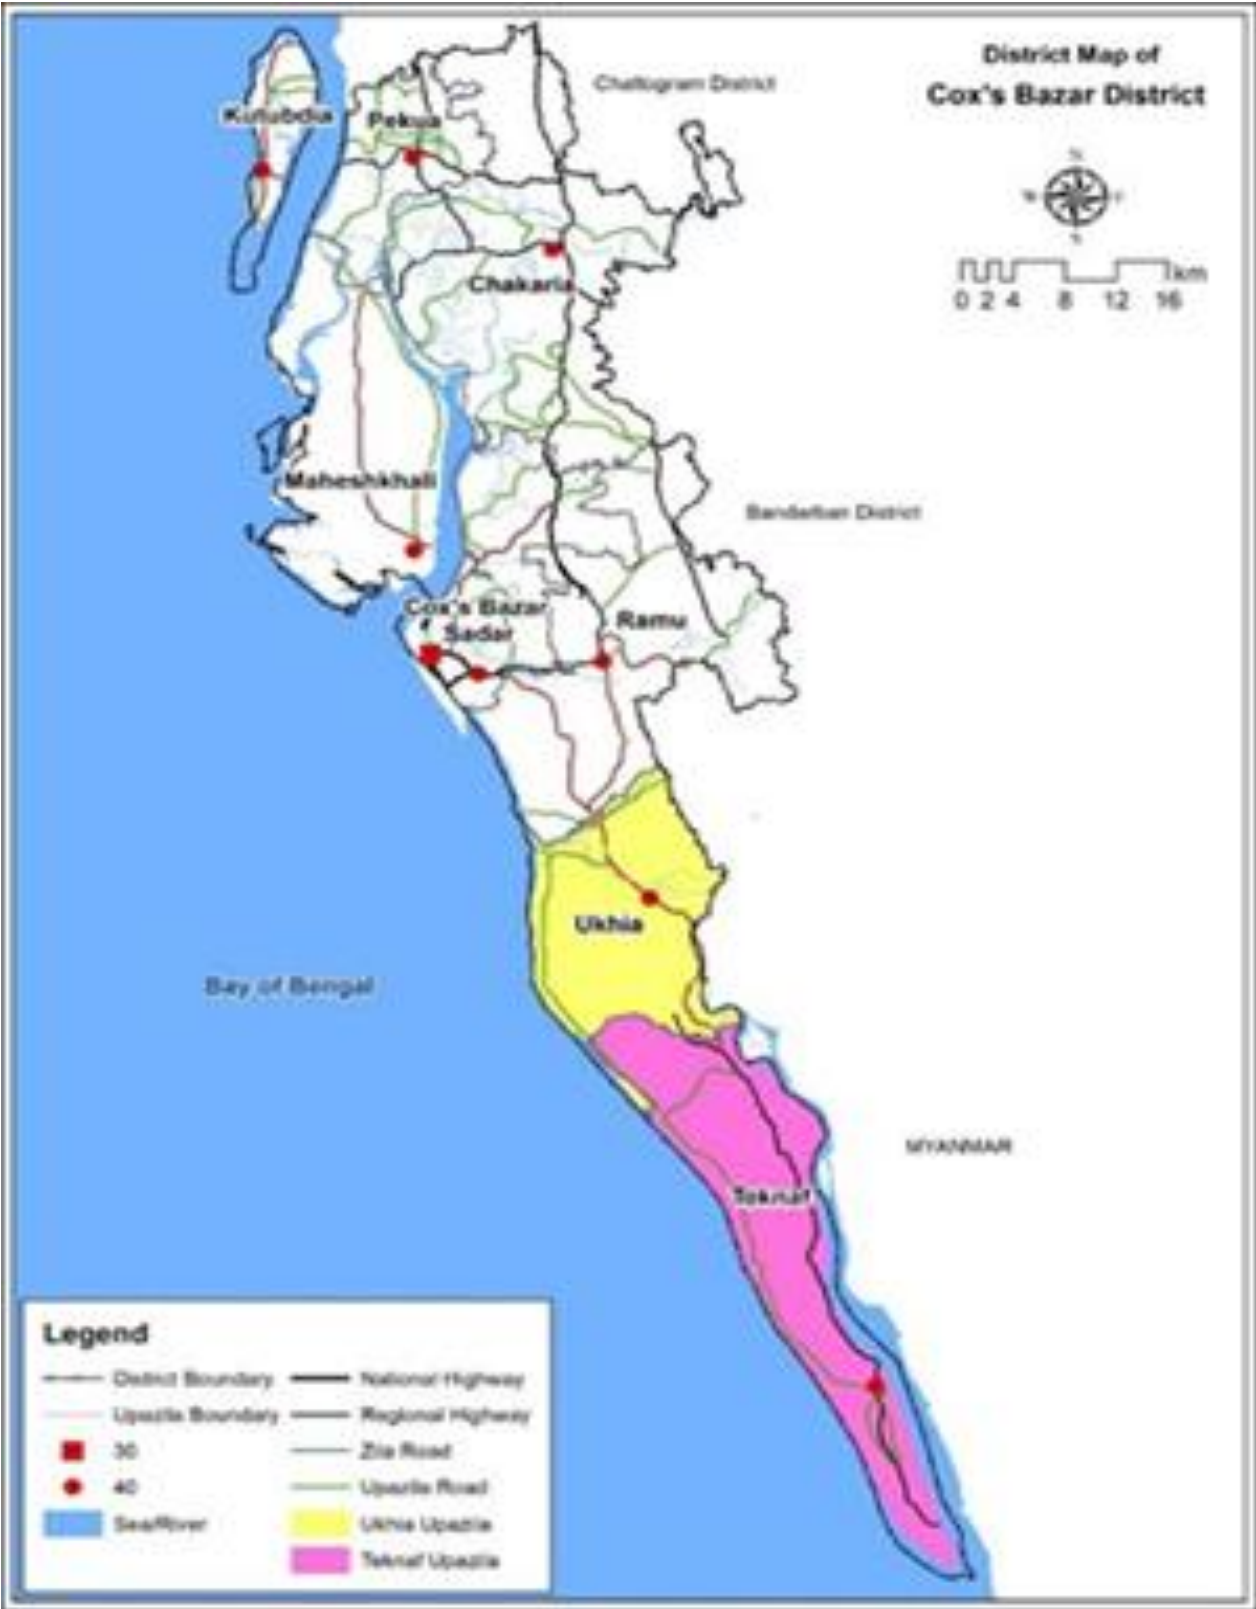 District Map of
Cox's Bazar District
N
W
E
S
km
0 2 4 8 12 16
Chattogram District
Kutubdia
Pekua
Chakaria
Maheshkhali
Bandarban District
Cox's Bazar
Sadar
Ramu
Ukhia
Bay of Bengal
MYANMAR
Teknaf
Legend
District Boundary
National Highway
Upazila Boundary
Regional Highway
30
Zila Road
40
Upazila Road
Sea/River
Ukhia Upazila
Teknaf Upazila